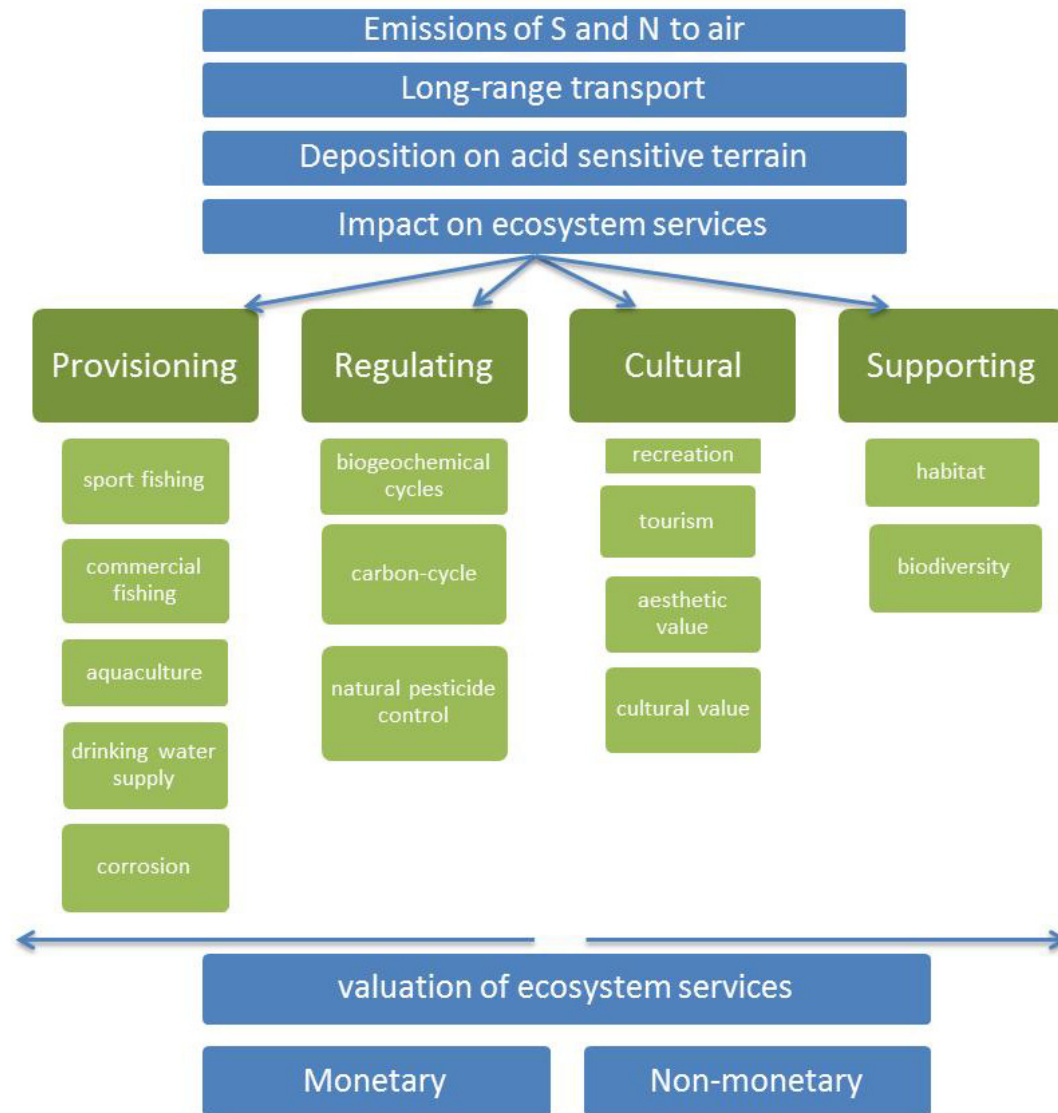 Emissions of S and N to air
Long-range transport
Deposition on acid sensitive terrain
Impact on ecosystem services
Provisioning
sport fishing
commercial
fishing
aquaculture
drinking water
supply
corrosion
Regulating
biogeochemical
cycles
carbon-cycle
natural pesticide
control
Cultural
recreation
tourism
aesthetic
value
cultural value
Supporting
habitat
biodiversity
valuation of ecosystem services
Monetary
Non-monetary